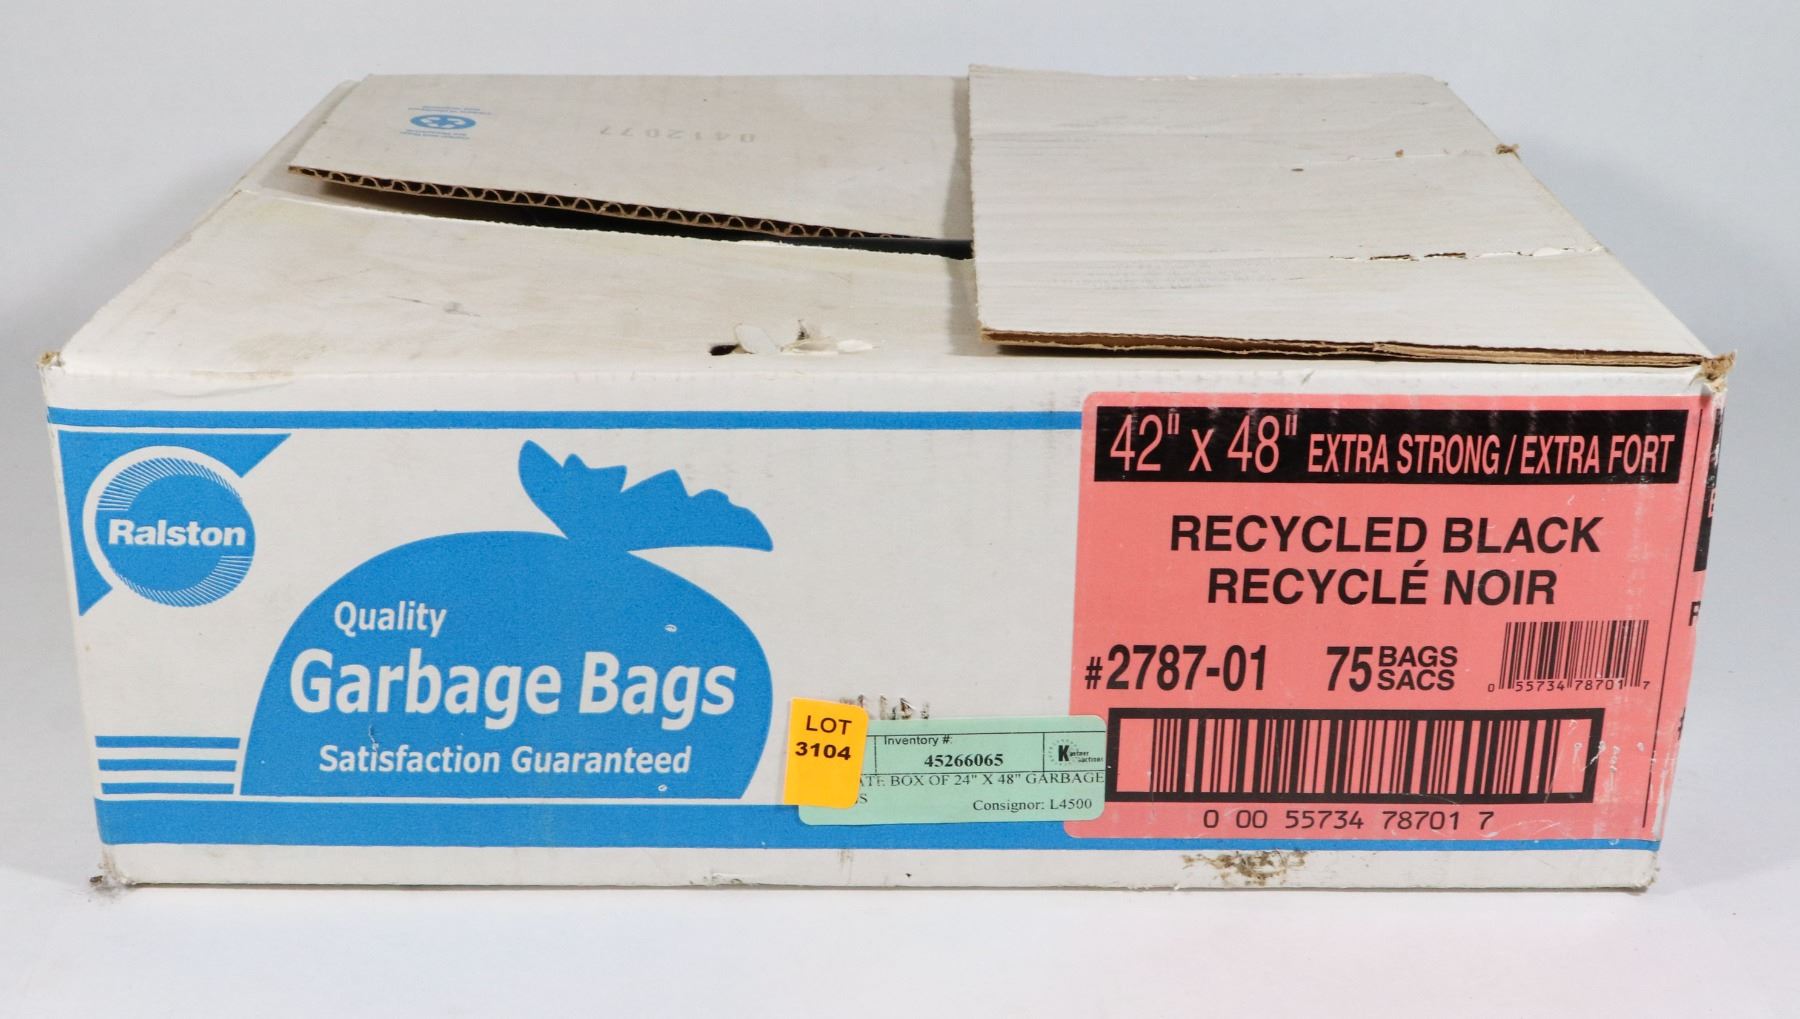 0412077
Ralston
Quality
Garbage Bags
Satisfaction Guaranteed
42" x 48" EXTRA STRONG / EXTRA FORT
RECYCLED BLACK
RECYCLÉ NOIR
#2787-01 75 BAGS
SACS
0 55734 78701 7
0 00 55734 78701 7
LOT
3104
Inventory #:
45266065
BOX OF 24" X 48" GARBAGE
Consignor: L4500